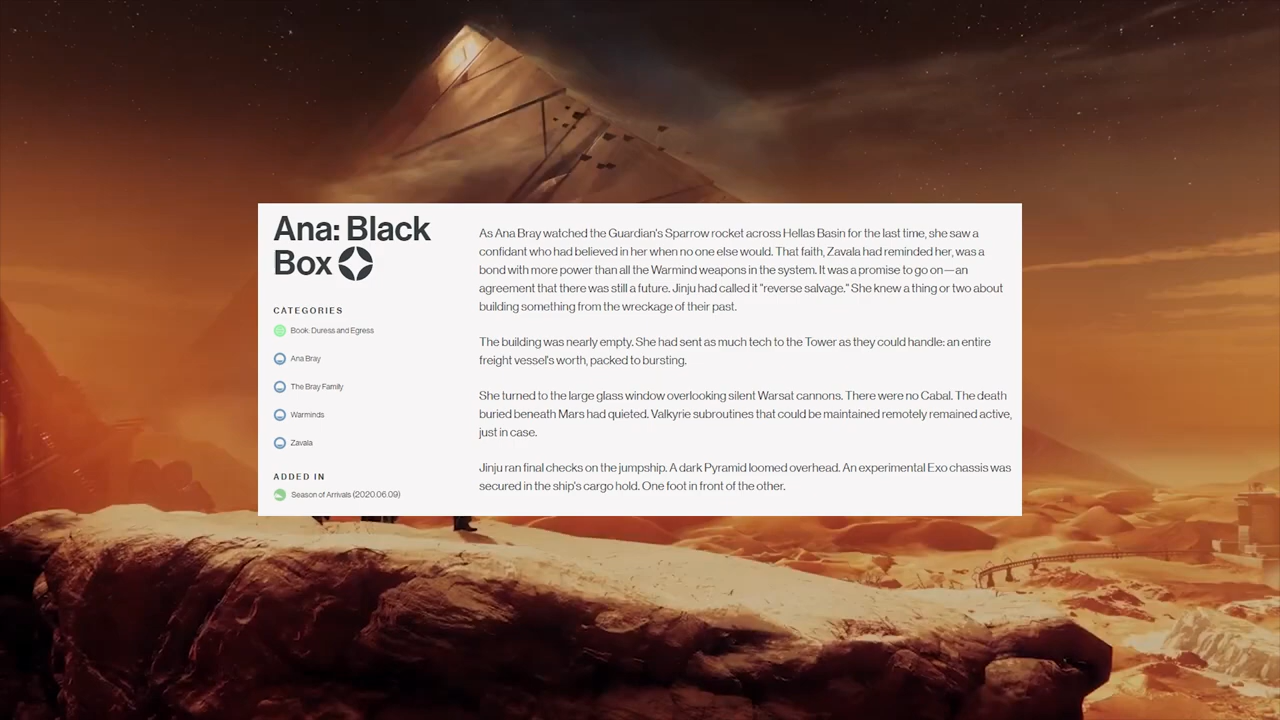 Ana: Black
Box
CATEGORIES
Book: Duress and Egress
Ana Bray
The Bray Family
Warminds
Zavala
ADDED IN
Season of Arrivals (2020.06.09)
As Ana Bray watched the Guardian's Sparrow rocket across Hellas Basin for the last time, she saw a
confidant who had believed in her when no one else would. That faith, Zavala had reminded her, was a
bond with more power than all the Warmind weapons in the system. It was a promise to go on—an
agreement that there was still a future. Jinju had called it "reverse salvage." She knew a thing or two about
building something from the wreckage of their past.
The building was nearly empty. She had sent as much tech to the Tower as they could handle: an entire
freight vessel's worth, packed to bursting.
She turned to the large glass window overlooking silent Warsat cannons. There were no Cabal. The death
buried beneath Mars had quieted. Valkyrie subroutines that could be maintained remotely remained active,
just in case.
Jinju ran final checks on the jumpship. A dark Pyramid loomed overhead. An experimental Exo chassis was
secured in the ship's cargo hold. One foot in front of the other.